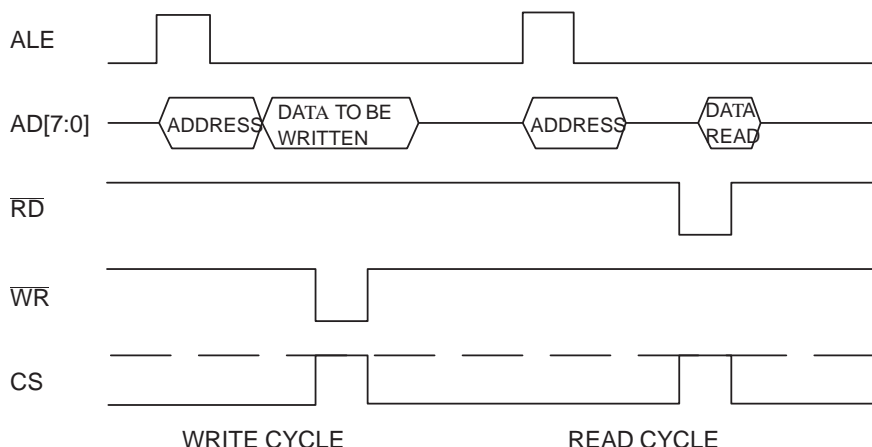 ALE
AD[7:0]
ADDRESS
DATA TO BE
WRITTEN
ADDRESS
DATA
READ
RD
WR
CS
WRITE CYCLE
READ CYCLE